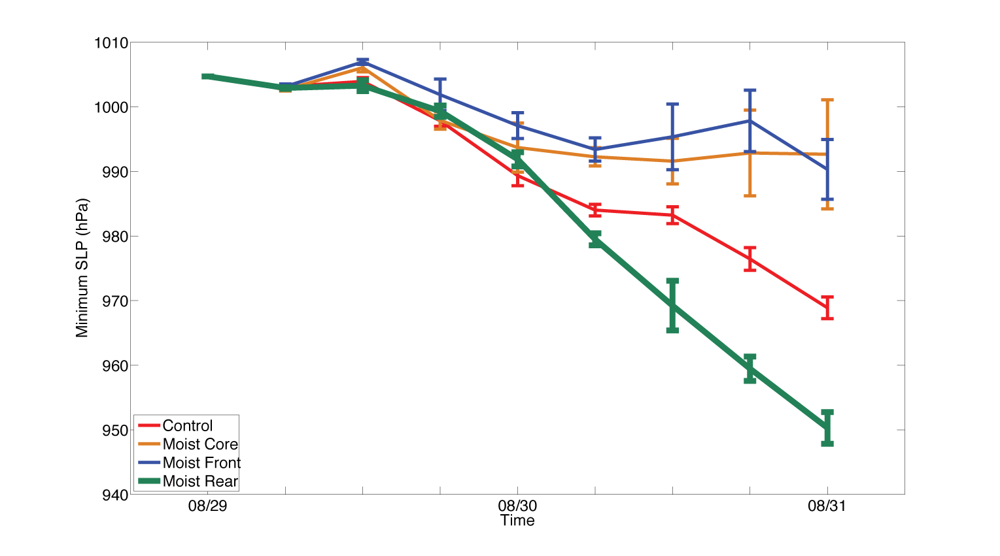 1010
1000
990
980
970
960
950
940
Minimum SLP (hPa)
Control
Moist Core
Moist Front
Moist Rear
08/29
08/30
08/31
Time